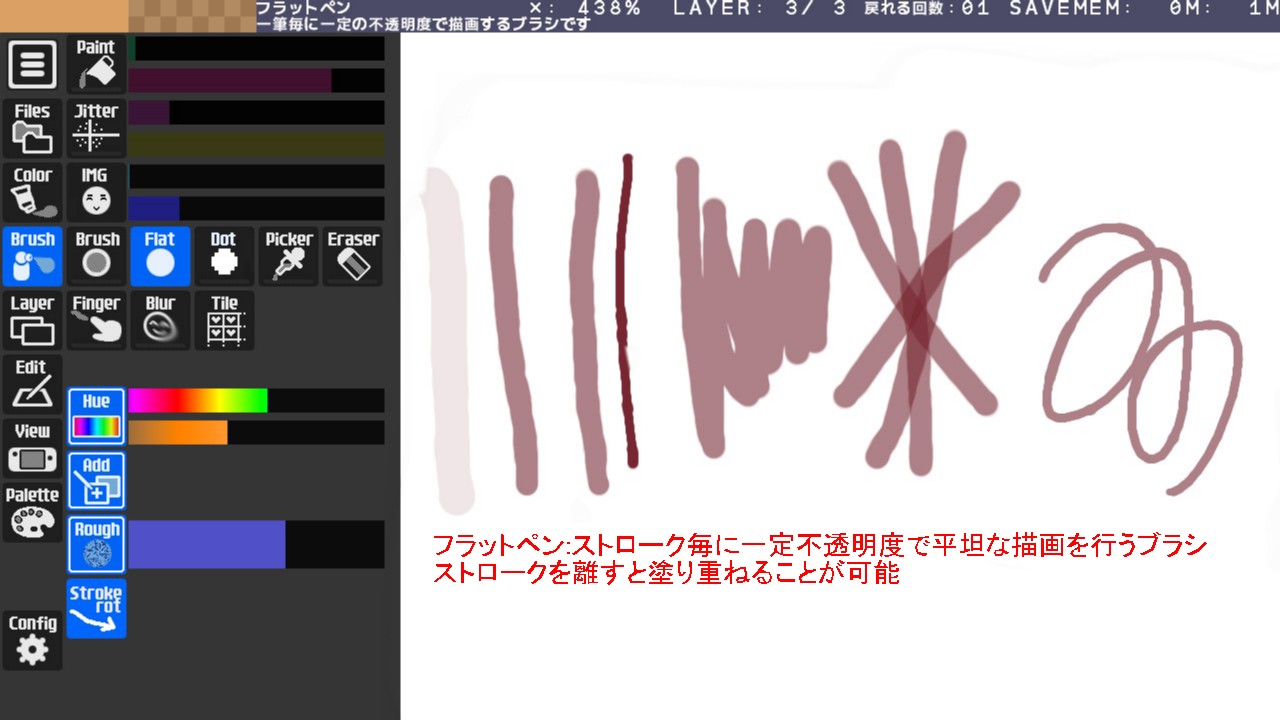 フラットペン ×: 438% LAYER: 3/ 3 戻れる回数:01 SAVEMEM: 0M: 1M
一筆毎に一定の不透明度で描画するブラシです
Paint
Files Jitter
Color IMG
Brush Brush Flat Dot Picker Eraser
Layer Finger Blur Tile
Edit
Hue
View
Add
Palette
Rough
Stroke
rot
Config
フラットペン:ストローク毎に一定不透明度で平坦な描画を行うブラシ
ストロークを離すと塗り重ねることが可能